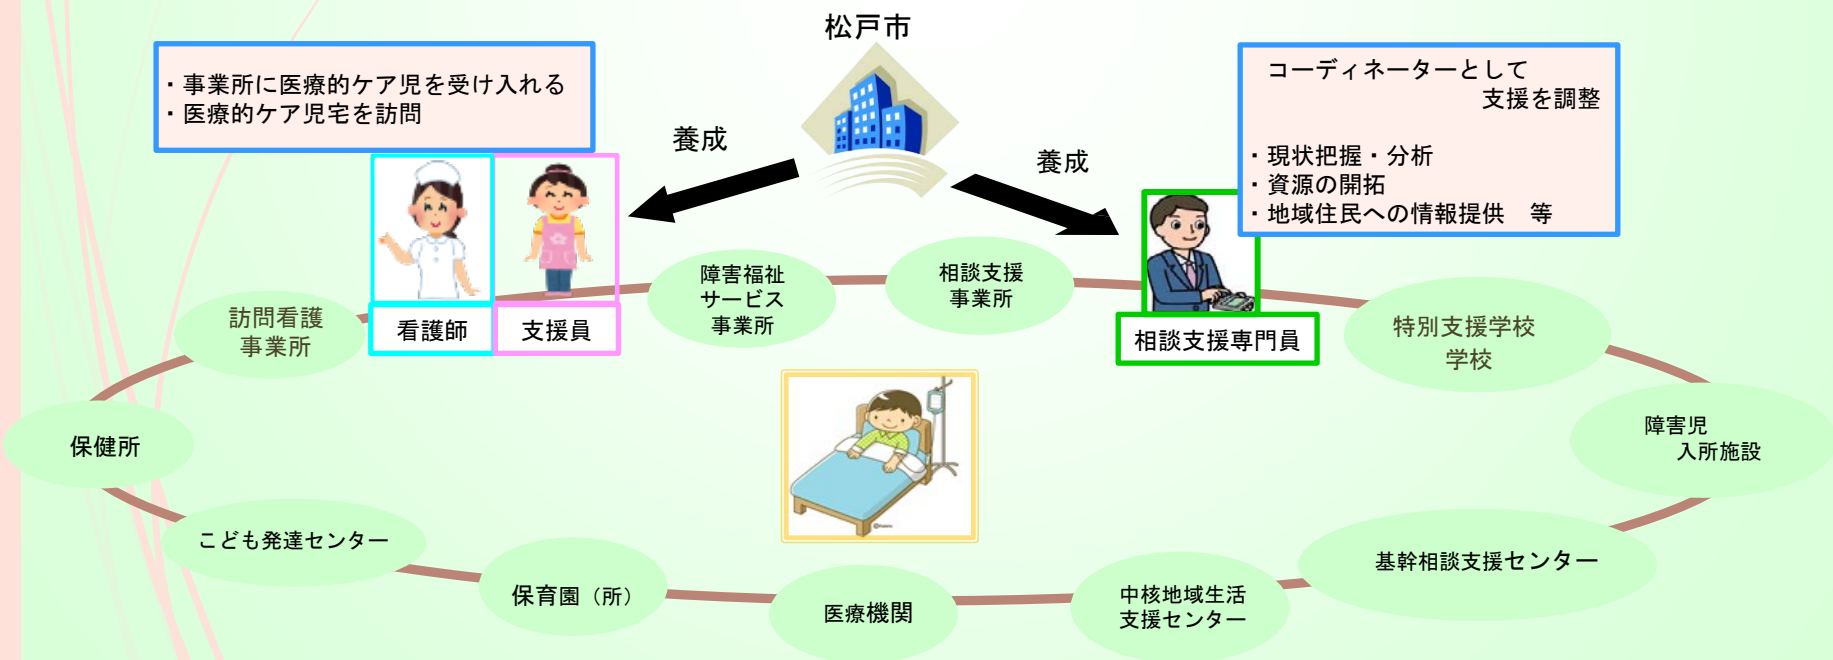 松戸市
・事業所に医療的ケア児を受け入れる
・医療的ケア児宅を訪問
コーディネーターとして
支援を調整
・現状把握・分析
・資源の開拓
・地域住民への情報提供　等
養成
養成
看護師
支援員
相談支援専門員
訪問看護
事業所
障害福祉
サービス
事業所
相談支援
事業所
特別支援学校
学校
保健所
障害児
入所施設
こども発達センター
保育園（所）
医療機関
中核地域生活
支援センター
基幹相談支援センター